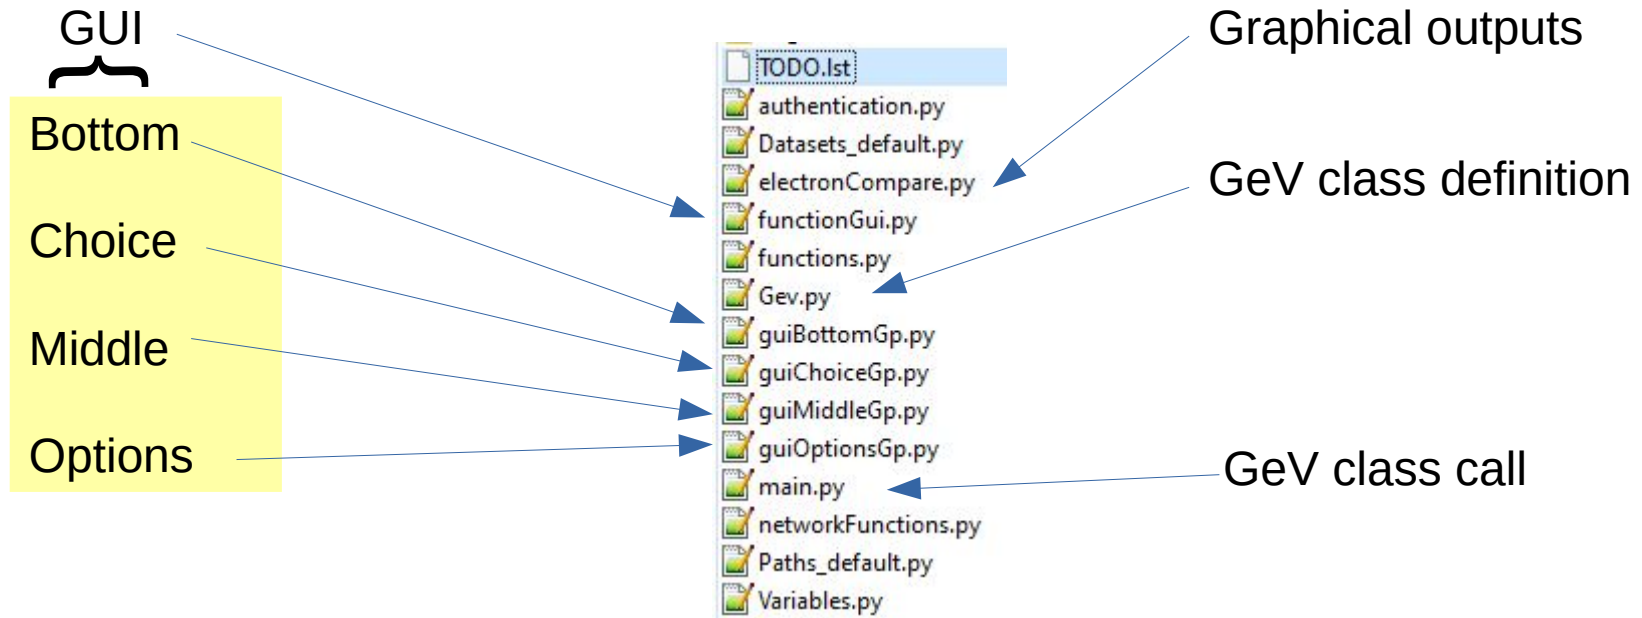 GUI
Bottom
Choice
Middle
Options
TODO.lst
authentication.py
Datasets_default.py
electronCompare.py
functionGui.py
functions.py
Gev.py
guiBottomGp.py
guiChoiceGp.py
guiMiddleGp.py
guiOptionsGp.py
main.py
networkFunctions.py
Paths_default.py
Variables.py
Graphical outputs
GeV class definition
GeV class call